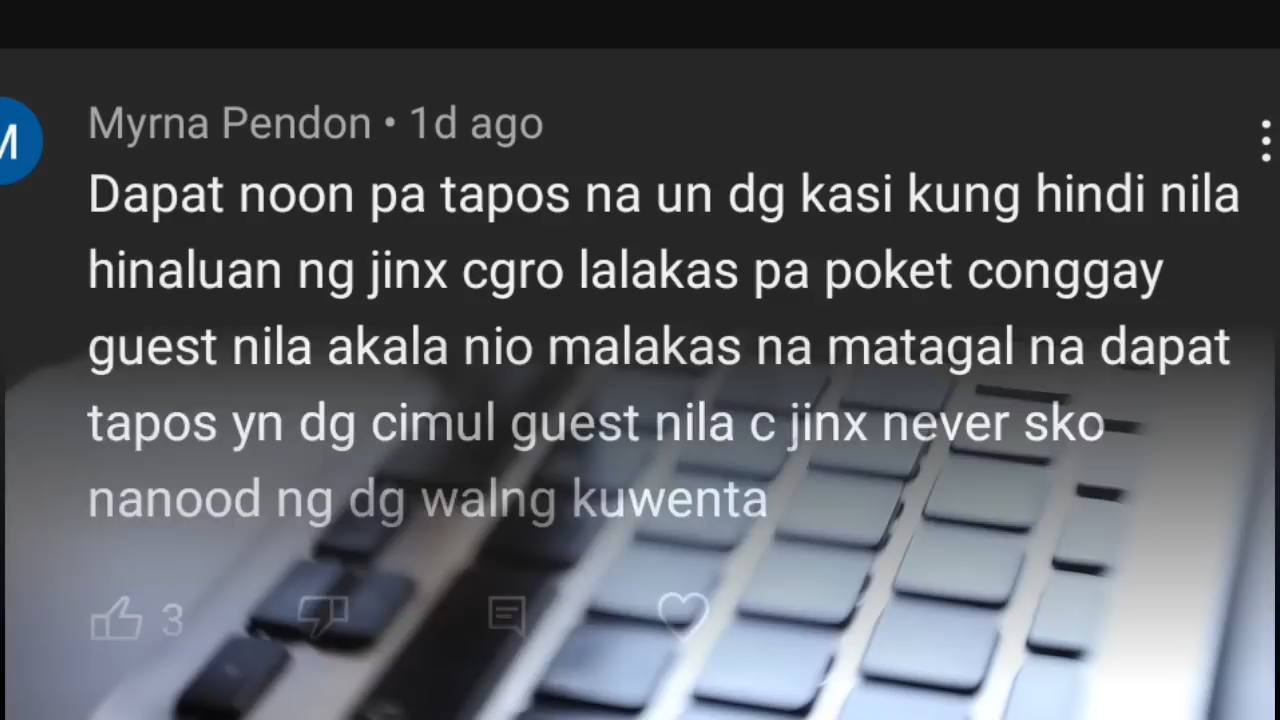 M
Myrna Pendon • 1d ago
Dapat noon pa tapos na un dg kasi kung hindi nila
hinaluan ng jinx cgro lalakas pa poket conggay
guest nila akala nio malakas na matagal na dapat
tapos yn dg cimul guest nila c jinx never sko
nanood ng dg walng kuwenta
3